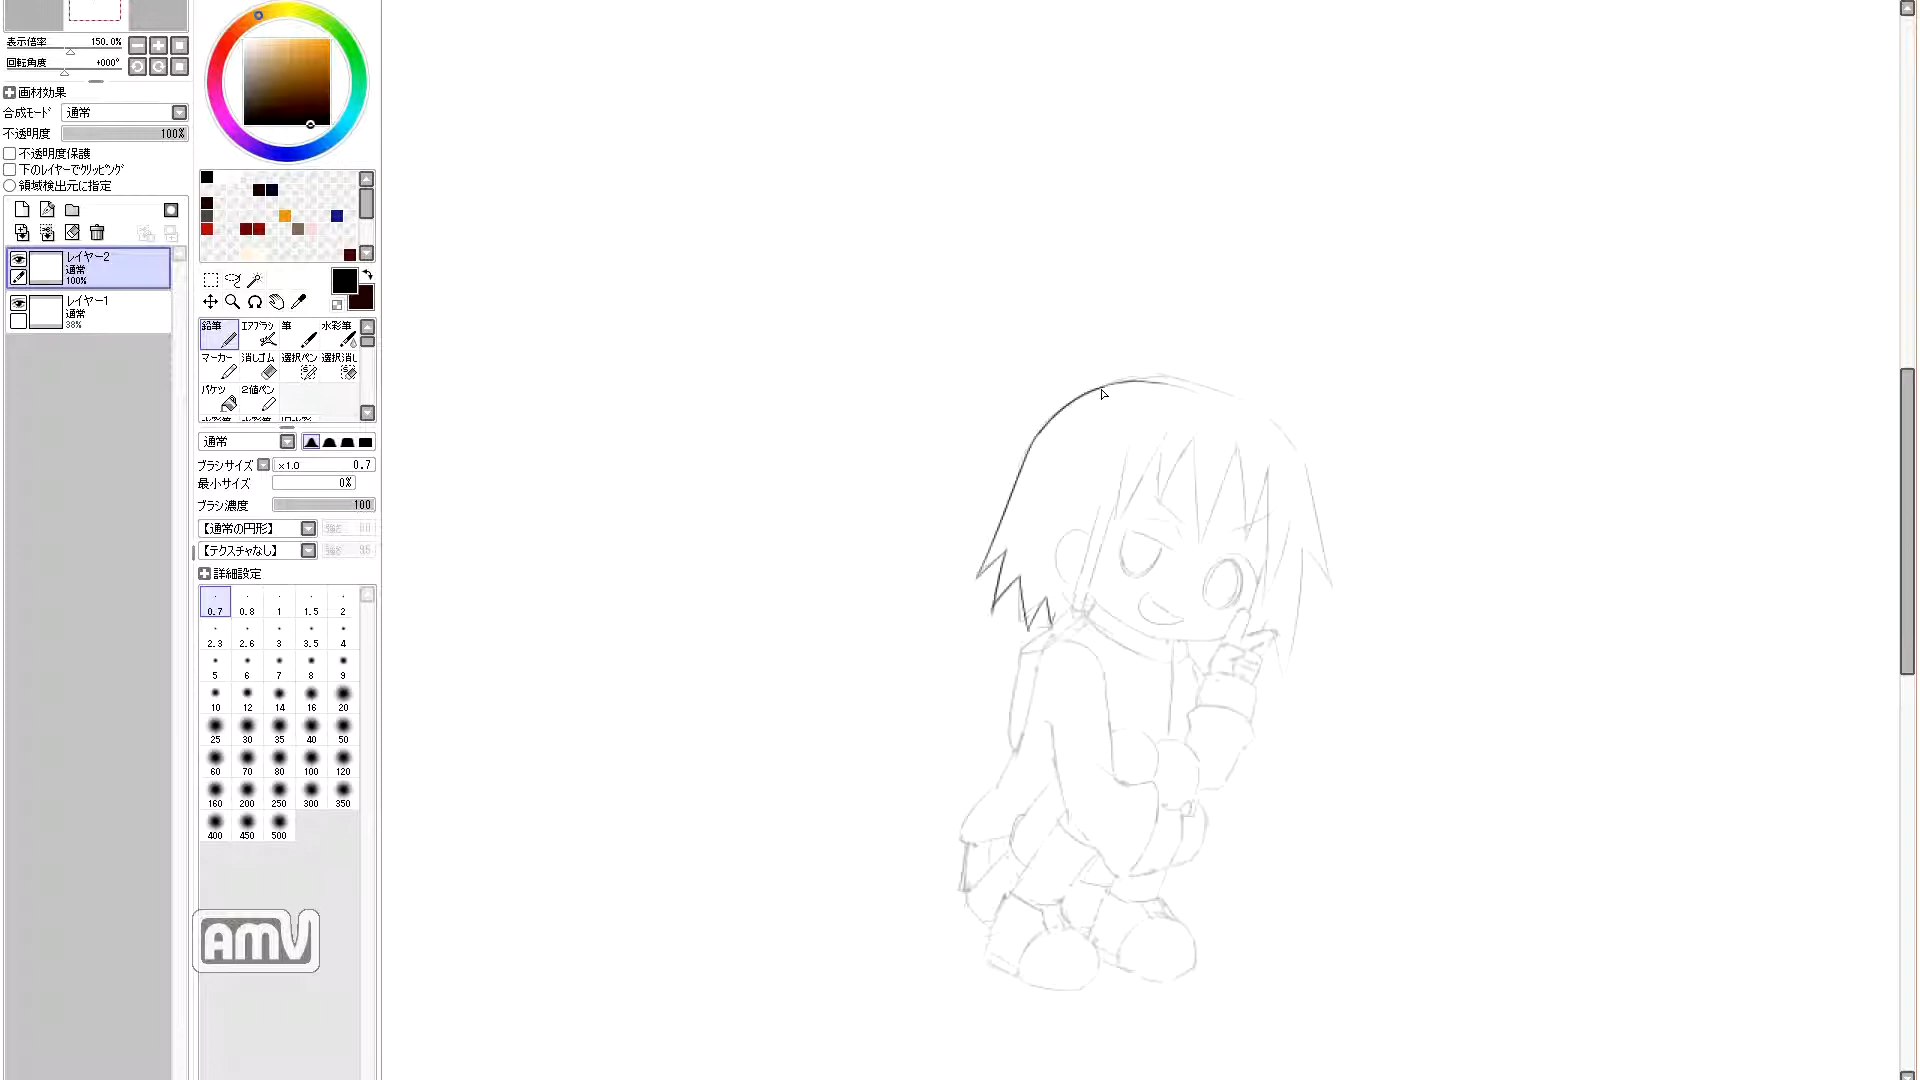 表示倍率 150.0%
回転角度 +000°
画材効果
合成モード 通常
不透明度 100%
不透明度保護
下のレイヤーでクリッピング
領域検出元に指定
レイヤー2
通常
100%
レイヤー1
通常
38%
鉛筆 エアブラシ 筆 水彩筆
マーカー 消しゴム 選択ペン 選択消し
バケツ 2値ペン
通常
ブラシサイズ ×1.0 0.7
最小サイズ 0%
ブラシ濃度 100
【通常の円形】
【テクスチャなし】
詳細設定
0.7 0.8 1 1.5 2
2.3 2.6 3 3.5 4
5 6 7 8 9
10 12 14 16 20
25 30 35 40 50
60 70 80 100 120
160 200 250 300 350
400 450 500
AMV